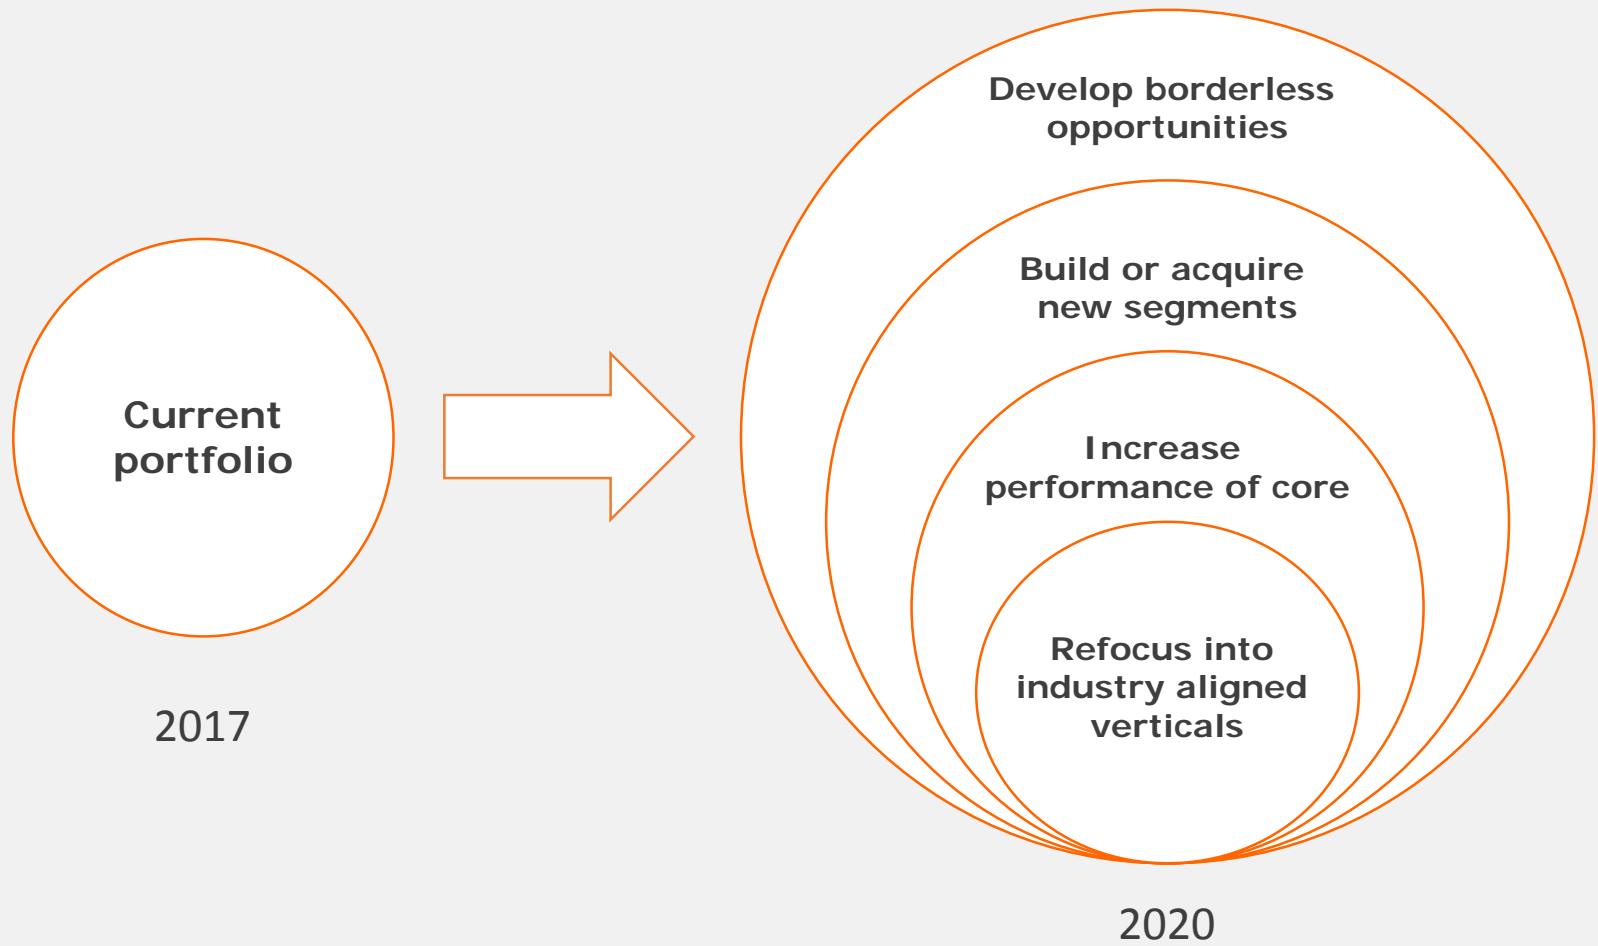 Current
portfolio
2017
Develop borderless
opportunities
Build or acquire
new segments
Increase
performance of core
Refocus into
industry aligned
verticals
2020